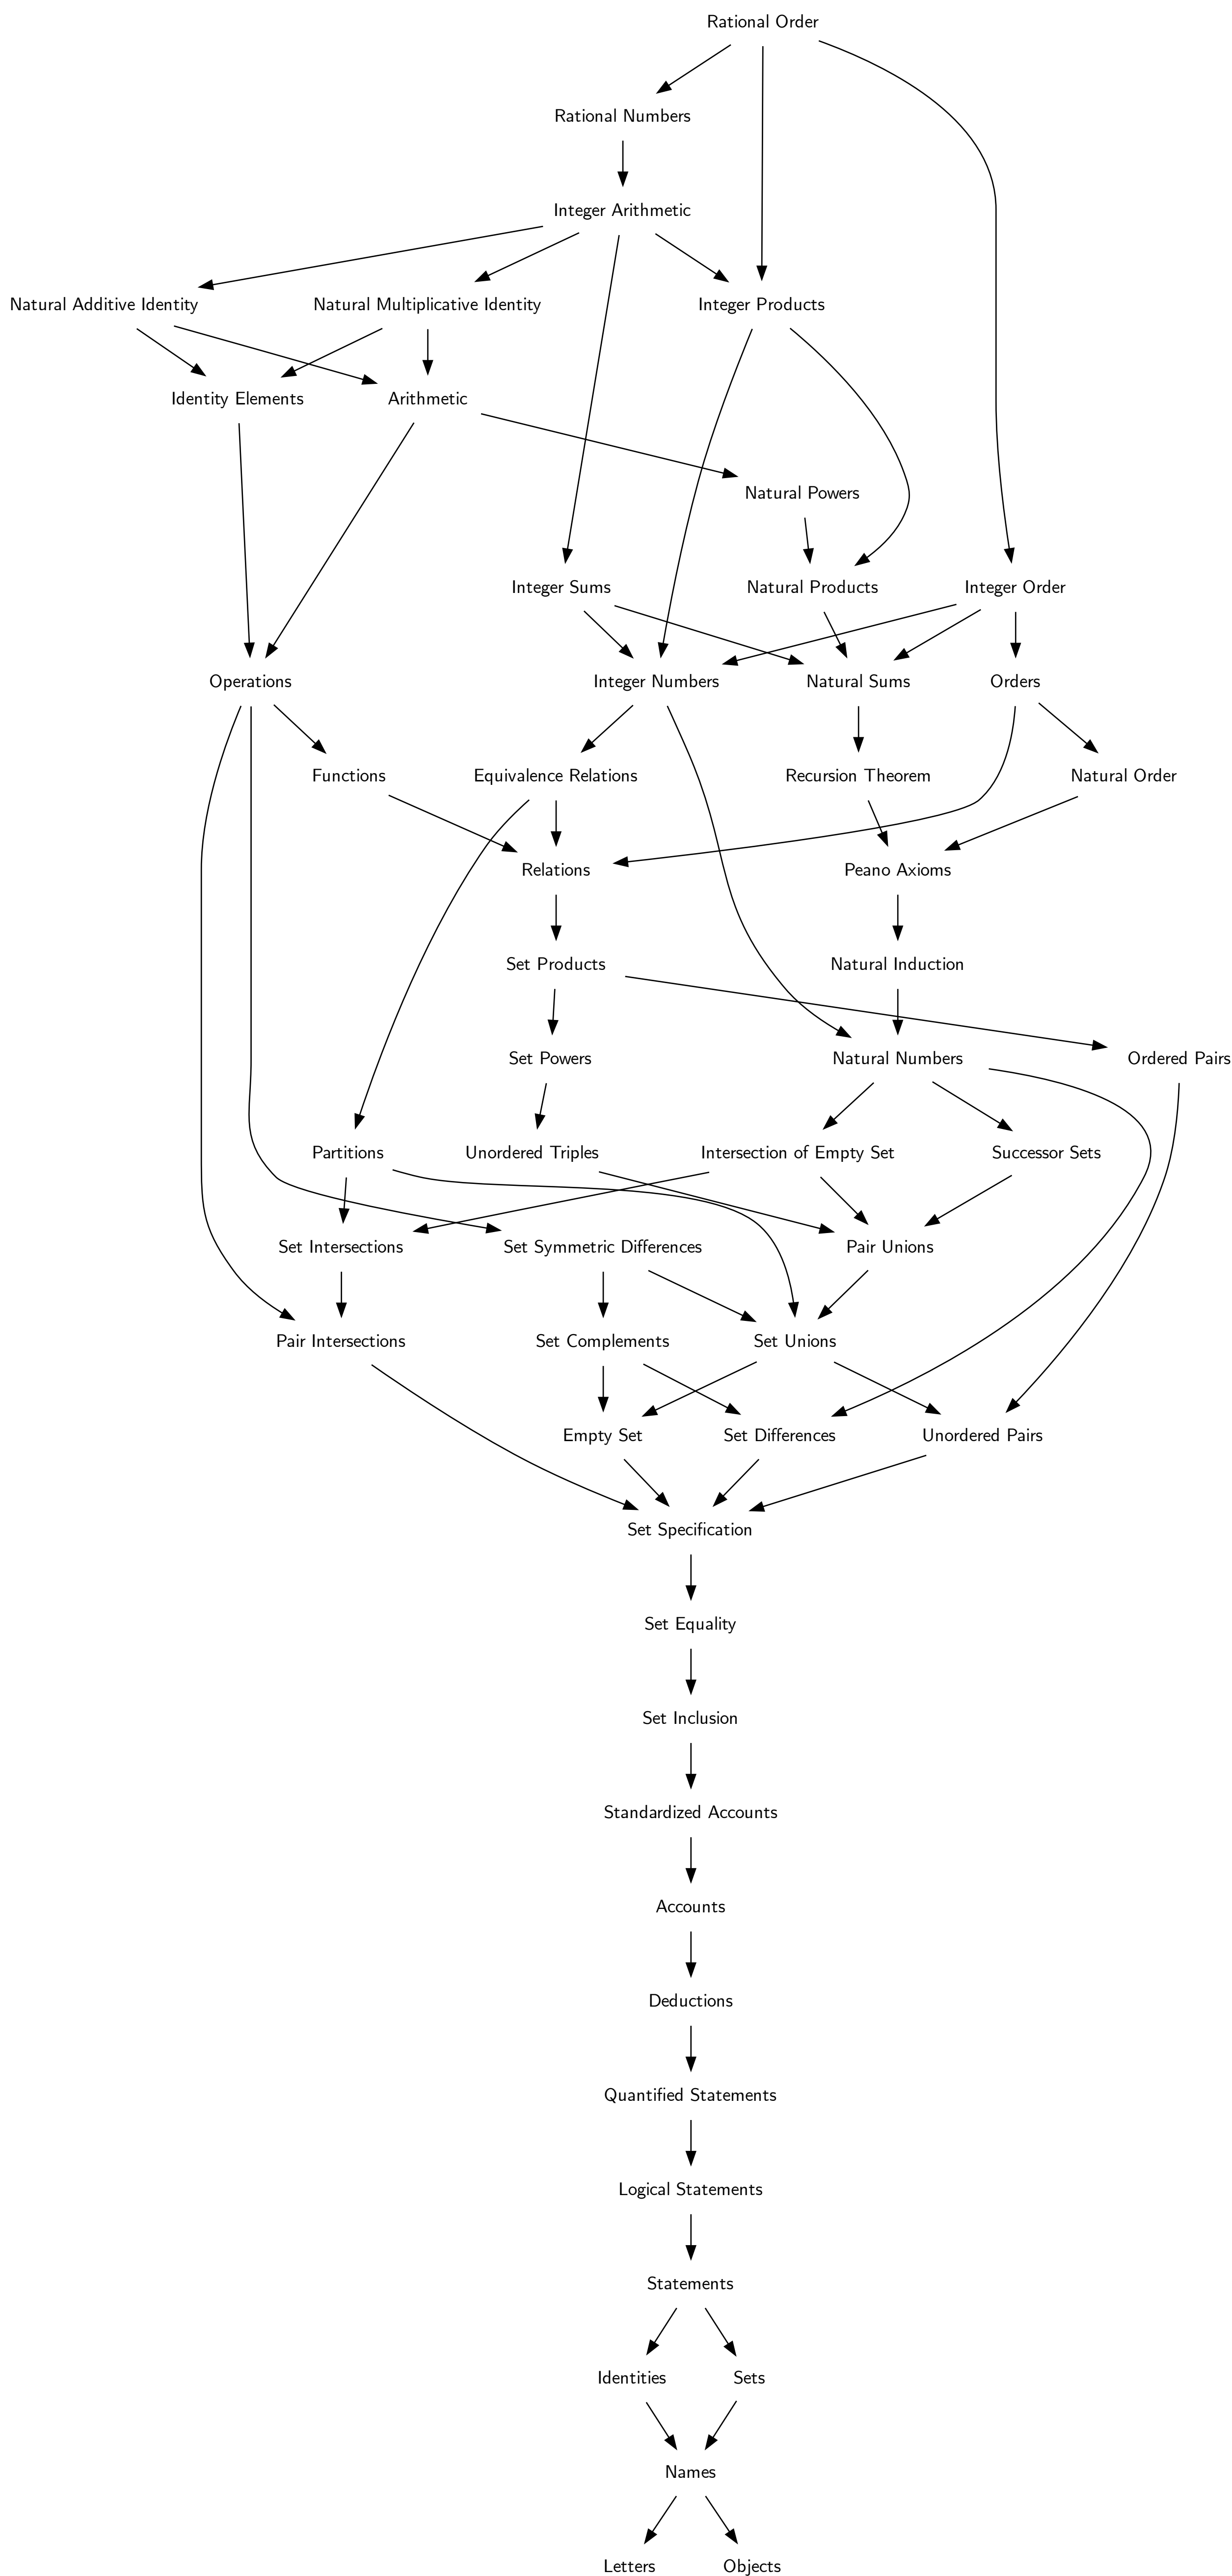 Rational Order
Rational Numbers
Integer Arithmetic
Natural Additive Identity
Natural Multiplicative Identity
Integer Products
Identity Elements
Arithmetic
Natural Powers
Integer Sums
Natural Products
Integer Order
Operations
Integer Numbers
Natural Sums
Orders
Functions
Equivalence Relations
Recursion Theorem
Natural Order
Relations
Peano Axioms
Set Products
Natural Induction
Set Powers
Natural Numbers
Ordered Pairs
Partitions
Unordered Triples
Intersection of Empty Set
Successor Sets
Set Intersections
Set Symmetric Differences
Pair Unions
Pair Intersections
Set Complements
Set Unions
Empty Set
Set Differences
Unordered Pairs
Set Specification
Set Equality
Set Inclusion
Standardized Accounts
Accounts
Deductions
Quantified Statements
Logical Statements
Statements
Identities
Sets
Names
Letters
Objects